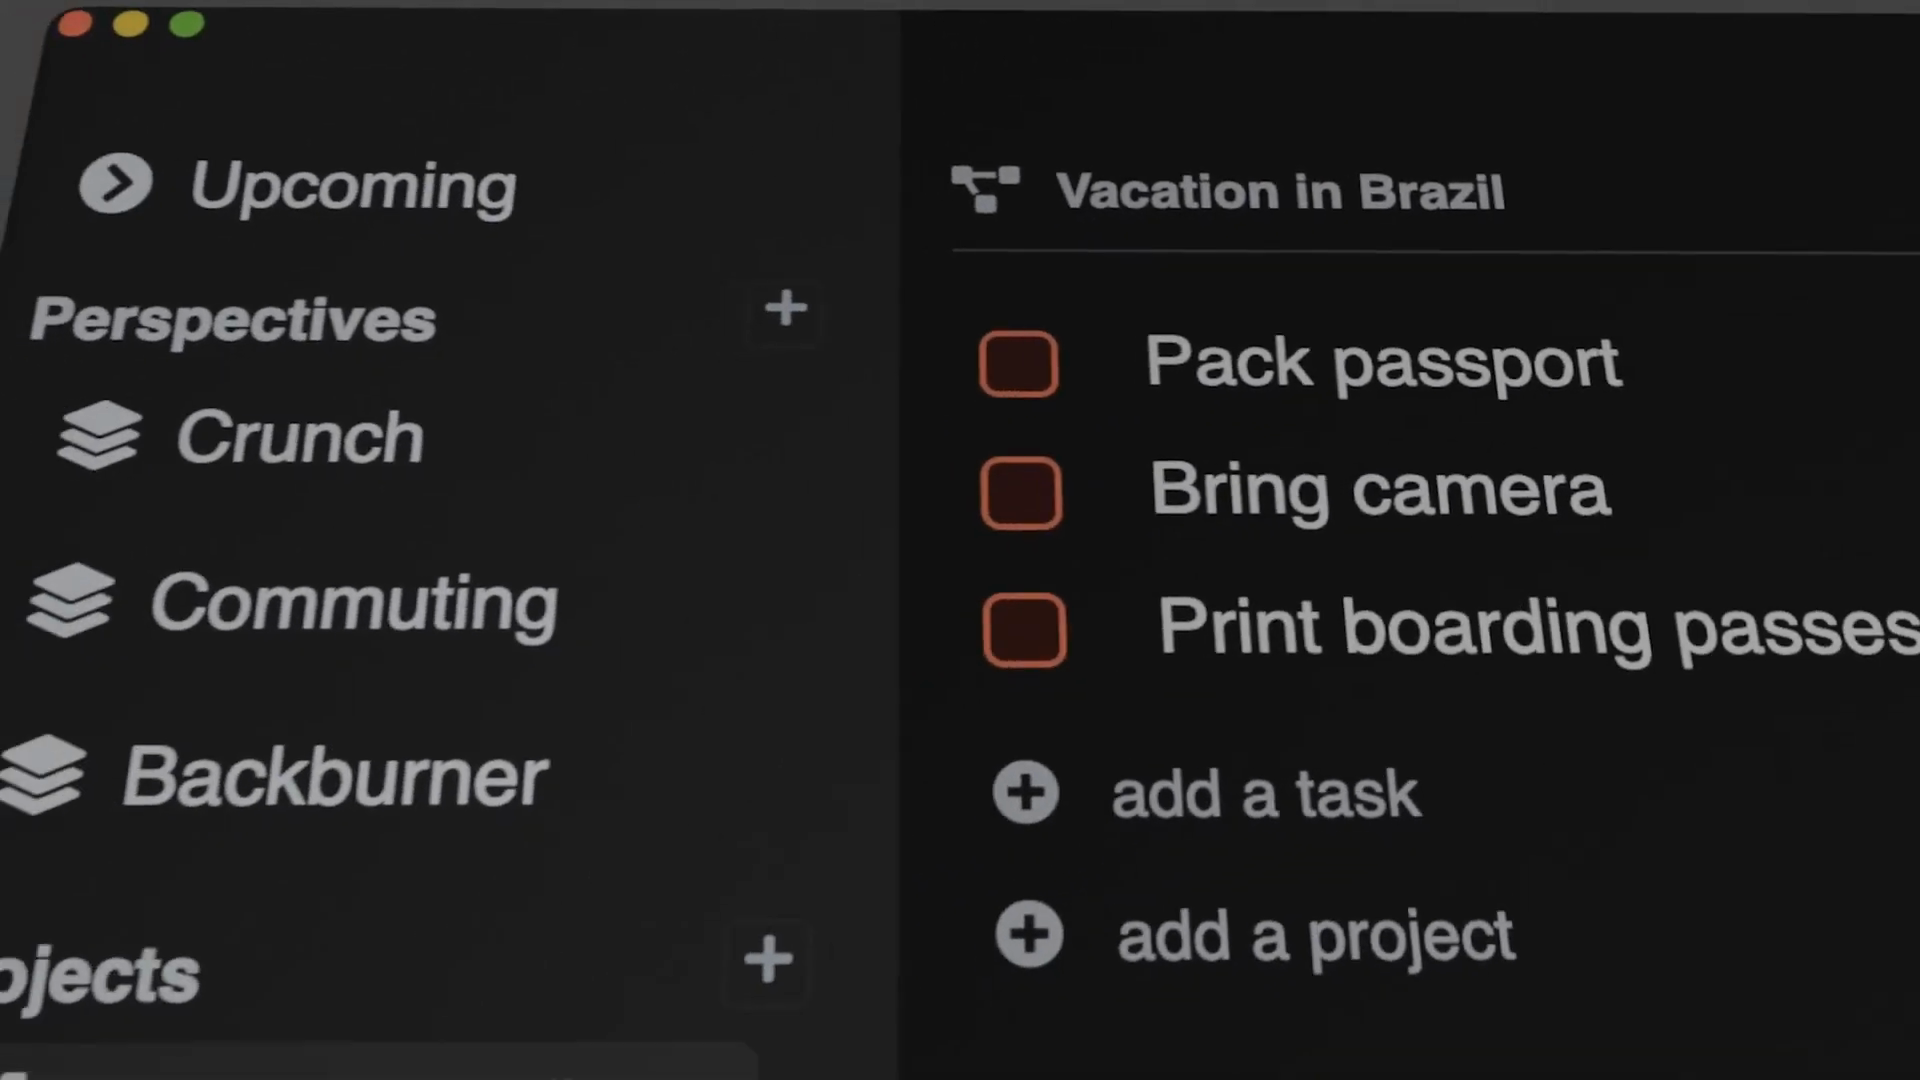 Upcoming
Perspectives
Crunch
Commuting
Backburner
ojects
Vacation in Brazil
Pack passport
Bring camera
Print boarding passes
add a task
add a project